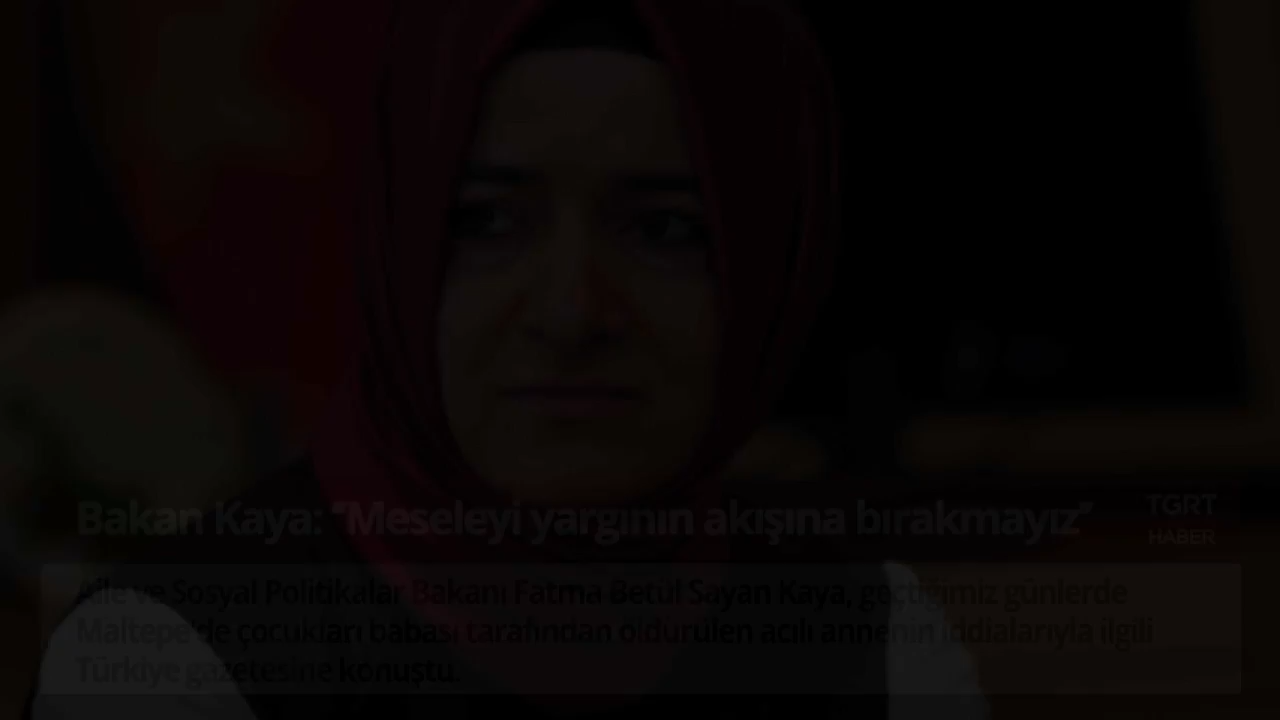 Bakan Kaya: "Meseleyi yargının akışına bırakmayız"
TGRT
HABER
Aile ve Sosyal Politikalar Bakanı Fatma Betül Sayan Kaya, geçtiğimiz günlerde
Maltepe'de çocukları babası tarafından öldürülen acılı annenin iddialarıyla ilgili
Türkiye gazetesine konuştu.